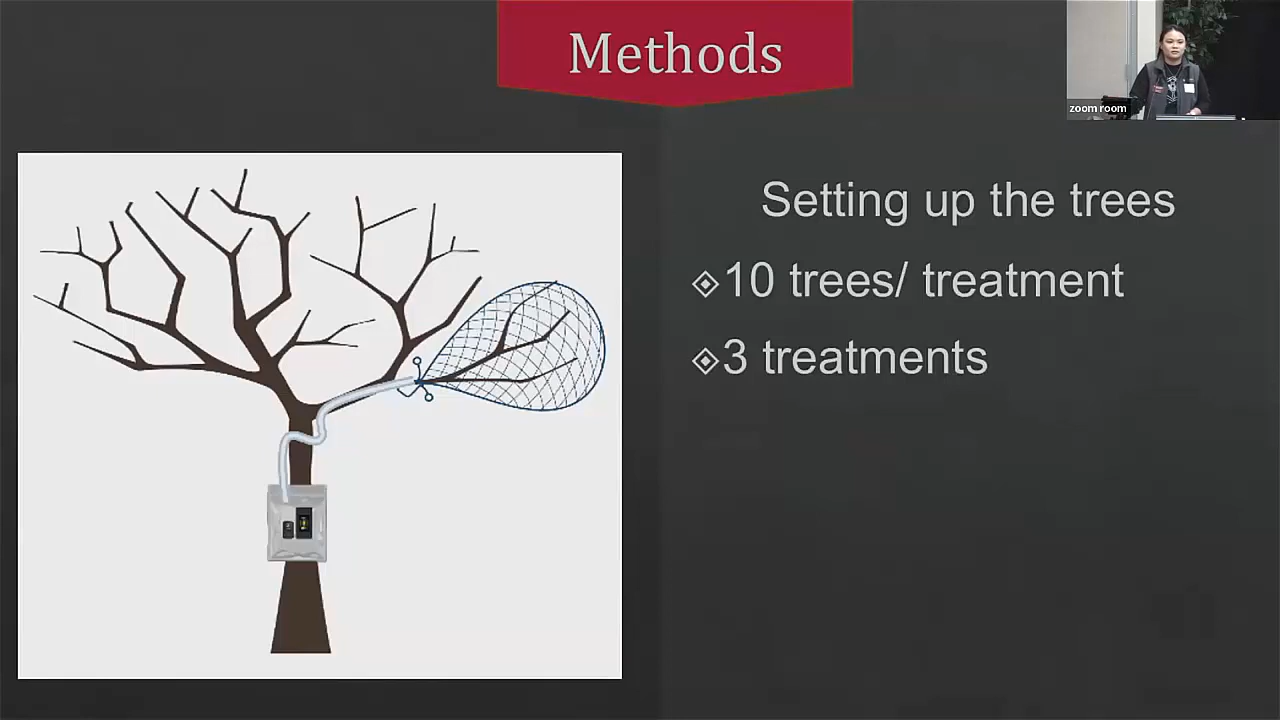 Methods
zoom room
Setting up the trees
10 trees/ treatment
3 treatments